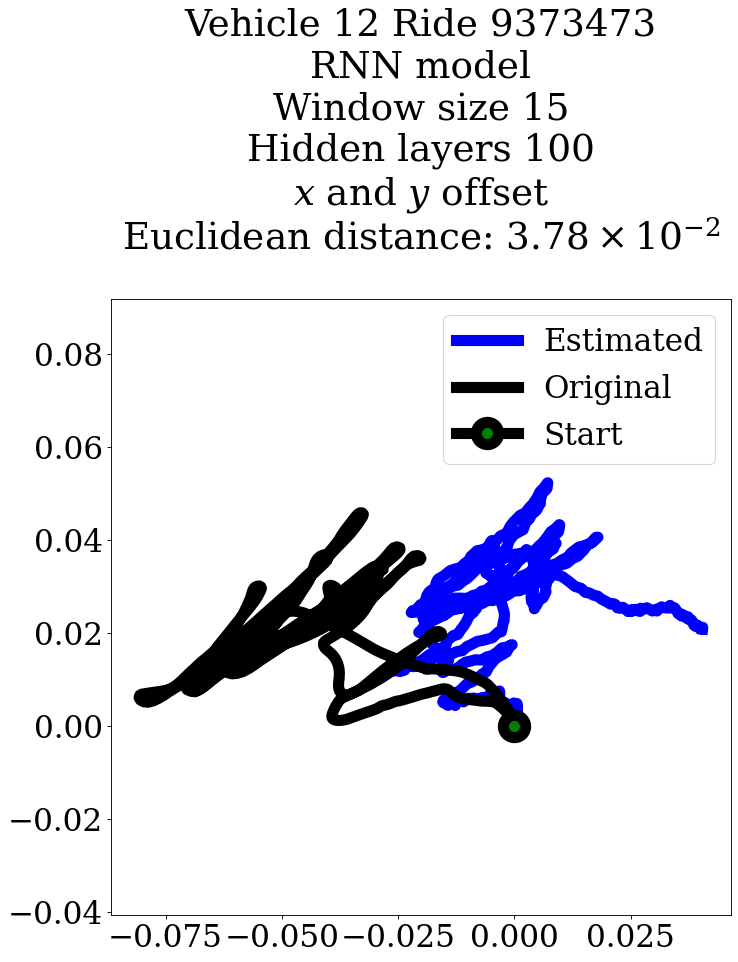 Vehicle 12 Ride 9373473
RNN model
Window size 15
Hidden layers 100
x and y offset
Euclidean distance: 3.78 × 10⁻²
Estimated
Original
Start
0.08
0.06
0.04
0.02
0.00
−0.02
−0.04
−0.075 −0.050 −0.025 0.000 0.025